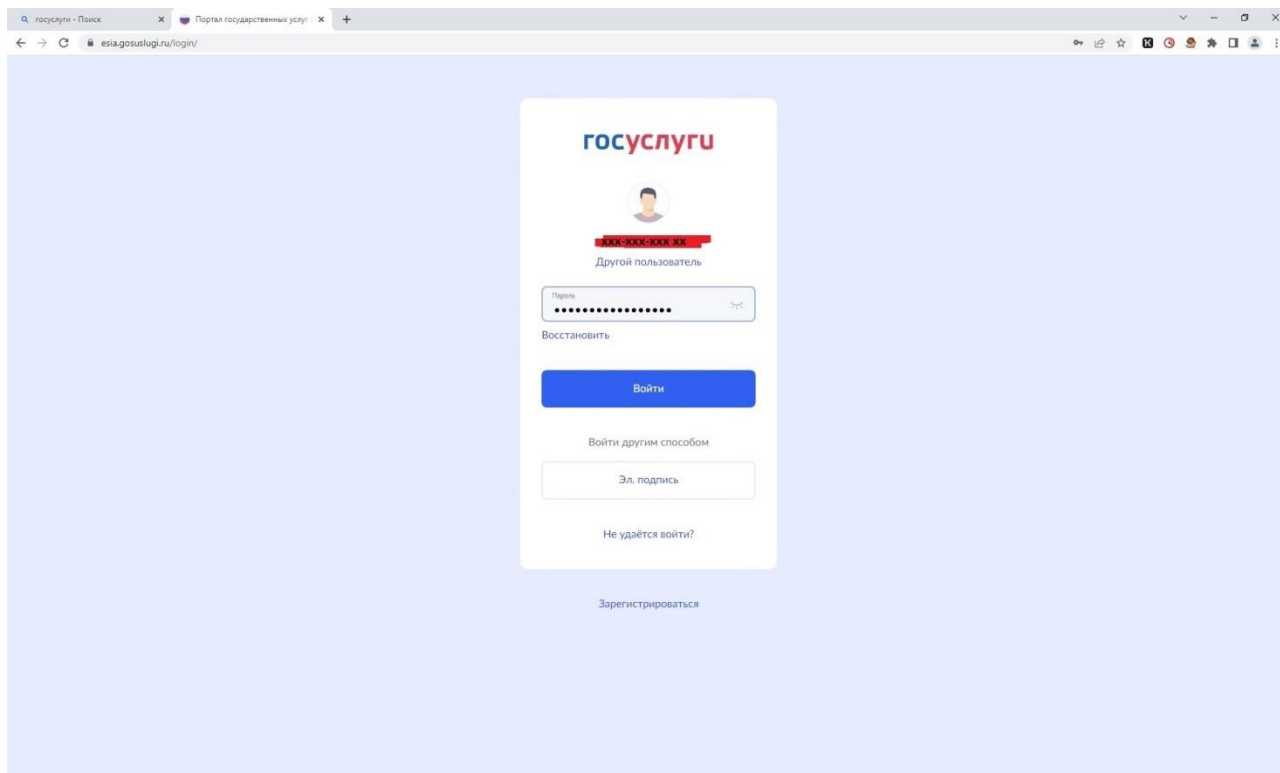 госуслуги - Поиск
Портал государственных услуг
esia.gosuslugi.ru/login/
госуслуги
xxx-xxx-xxx xx
Другой пользователь
Пароль
Восстановить
Войти
Войти другим способом
Эл. подпись
Не удаётся войти?
Зарегистрироваться